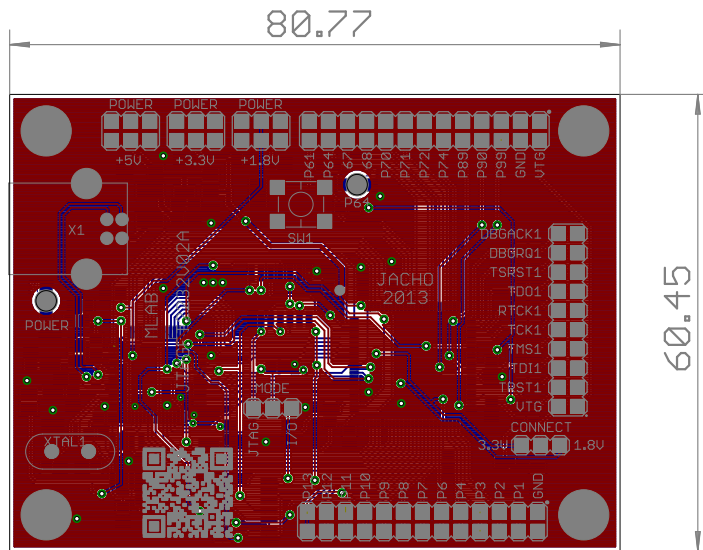 80.77
POWER POWER POWER
+5V +3.3V +1.8V
P61 P64 P67 P68 P70 P71 P72 P74 P89 P90 P99 GND VTG
60.45
P64
X1
SW1
DBGACK1
DBGRQ1
TSRST1
TDO1
RTCK1
TCK1
TMS1
TDI1
TRST1
VTG
JACHO
2013
MLAB
POWER
MODE
JTAG I/O
CONNECT
3.3V 1.8V
XTAL1
P13 P12 P11 P10 P9 P8 P7 P6 P4 P3 P2 P1 GND